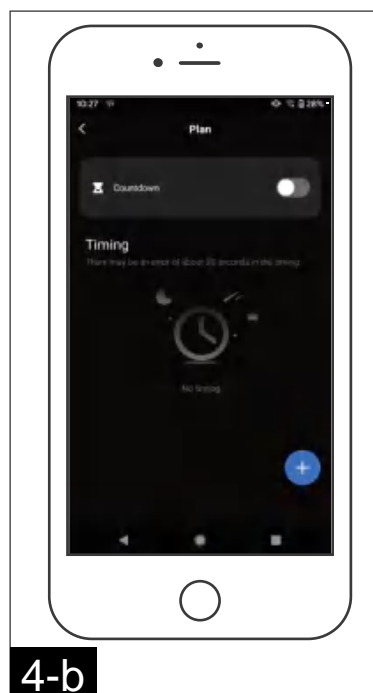 10:27 28%
Plan
Countdown
Timing
There may be an error of about 30 seconds in the timing
No timing
4-b